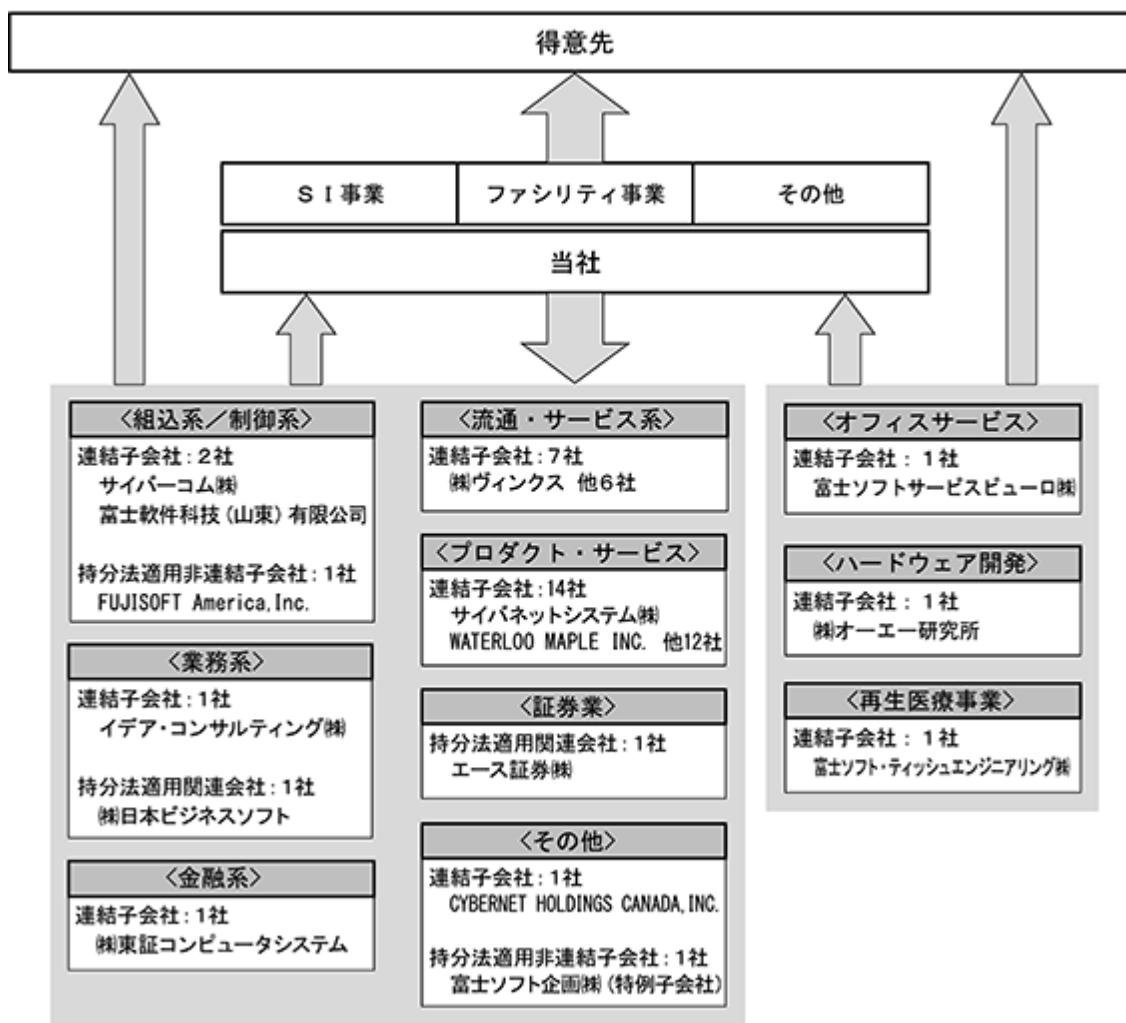 得意先
ＳＩ事業
ファシリティ事業
その他
当社
〈組込系／制御系〉
連結子会社：２社
サイバーコム㈱
富士軟件科技（山東）有限公司
持分法適用非連結子会社：１社
FUJISOFT America,Inc.
〈業務系〉
連結子会社：１社
イデア・コンサルティング㈱
持分法適用関連会社：１社
㈱日本ビジネスソフト
〈金融系〉
連結子会社：１社
㈱東証コンピュータシステム
〈流通・サービス系〉
連結子会社：７社
㈱ヴィンクス 他６社
〈プロダクト・サービス〉
連結子会社：14社
サイバネットシステム㈱
WATERLOO MAPLE INC. 他12社
〈証券業〉
持分法適用関連会社：１社
エース証券㈱
〈その他〉
連結子会社：１社
CYBERNET HOLDINGS CANADA,INC.
持分法適用非連結子会社：１社
富士ソフト企画㈱（特例子会社）
〈オフィスサービス〉
連結子会社： １社
富士ソフトサービスビューロ㈱
〈ハードウェア開発〉
連結子会社： １社
㈱オーエー研究所
〈再生医療事業〉
連結子会社： １社
富士ソフト・ティッシュエンジニアリング㈱